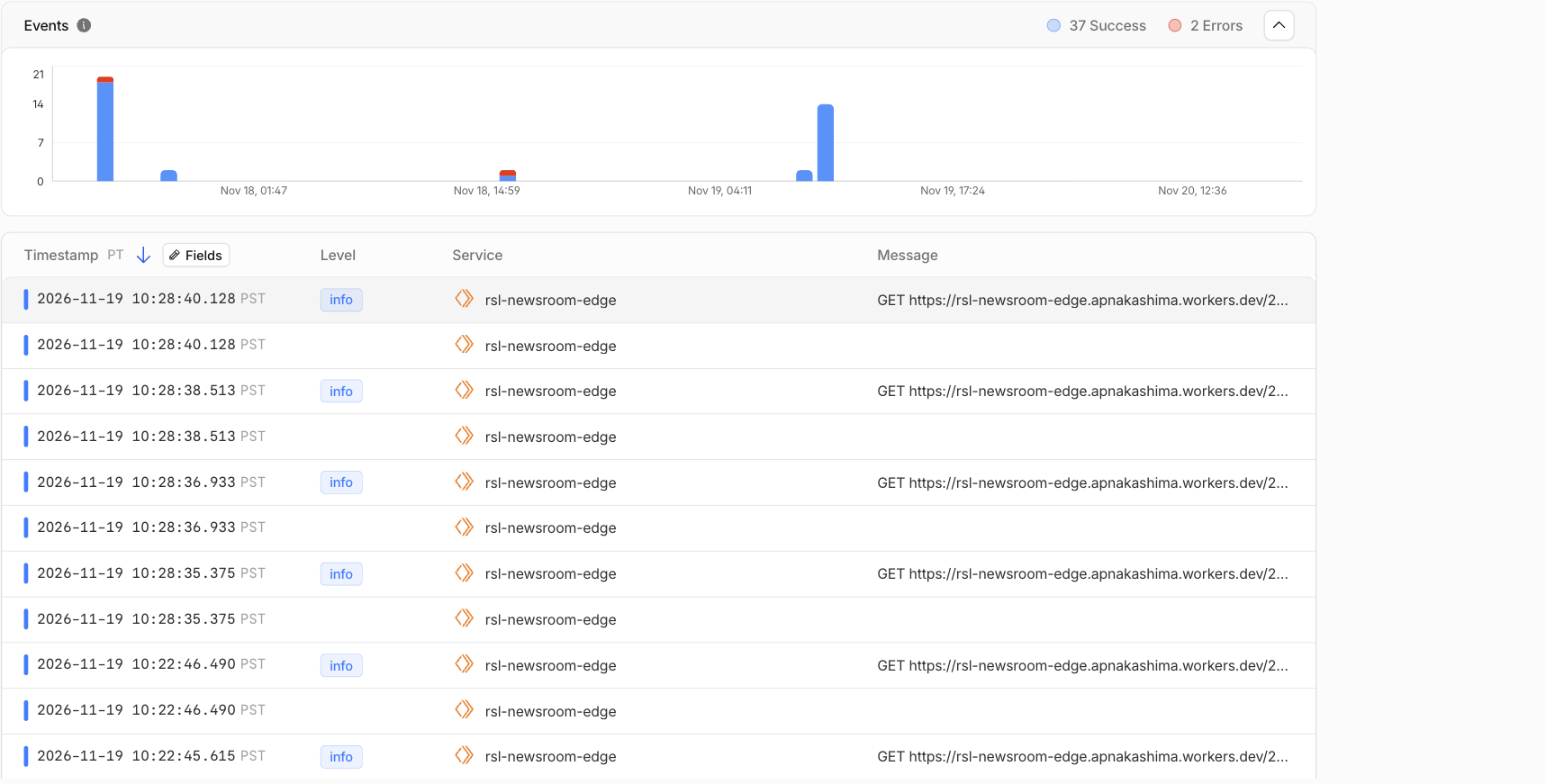 Events
37 Success 2 Errors
21
14
7
0
Nov 18, 01:47 Nov 18, 14:59 Nov 19, 04:11 Nov 19, 17:24 Nov 20, 12:36
Timestamp PT Fields Level Service Message
2026-11-19 10:28:40.128 PST info rsl-newsroom-edge GET https://rsl-newsroom-edge.apnakashima.workers.dev/2...
2026-11-19 10:28:40.128 PST rsl-newsroom-edge
2026-11-19 10:28:38.513 PST info rsl-newsroom-edge GET https://rsl-newsroom-edge.apnakashima.workers.dev/2...
2026-11-19 10:28:38.513 PST rsl-newsroom-edge
2026-11-19 10:28:36.933 PST info rsl-newsroom-edge GET https://rsl-newsroom-edge.apnakashima.workers.dev/2...
2026-11-19 10:28:36.933 PST rsl-newsroom-edge
2026-11-19 10:28:35.375 PST info rsl-newsroom-edge GET https://rsl-newsroom-edge.apnakashima.workers.dev/2...
2026-11-19 10:28:35.375 PST rsl-newsroom-edge
2026-11-19 10:22:46.490 PST info rsl-newsroom-edge GET https://rsl-newsroom-edge.apnakashima.workers.dev/2...
2026-11-19 10:22:46.490 PST rsl-newsroom-edge
2026-11-19 10:22:45.615 PST info rsl-newsroom-edge GET https://rsl-newsroom-edge.apnakashima.workers.dev/2...